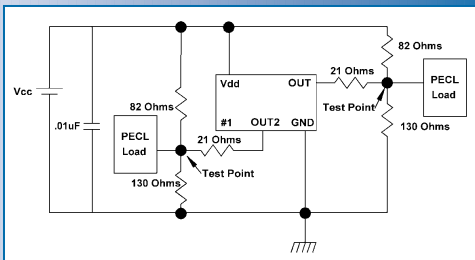 82 Ohms
21 Ohms
Vdd
OUT
PECL
Load
Vcc
82 Ohms
Test Point
.01uF
#1
OUT2
GND
130 Ohms
PECL
Load
21 Ohms
Test Point
130 Ohms